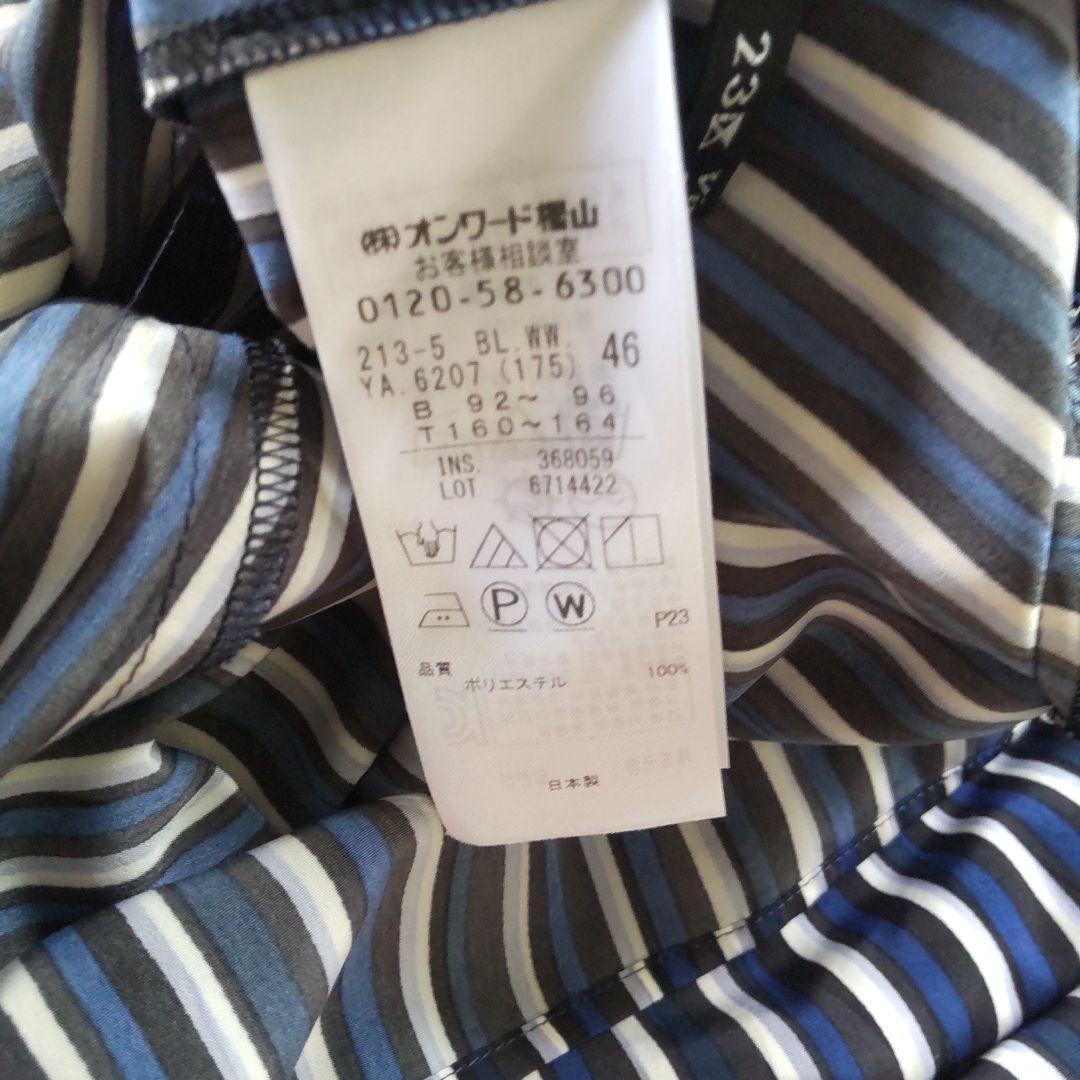 23区
㈱オンワード樫山
お客様相談室
0120-58-6300
213-5 BL.WW. 46
YA.6207 (175)
B 92～ 96
T 160～164
INS. 368059
LOT 6714422
P W
P23
品質
ポリエステル 100%
日本製